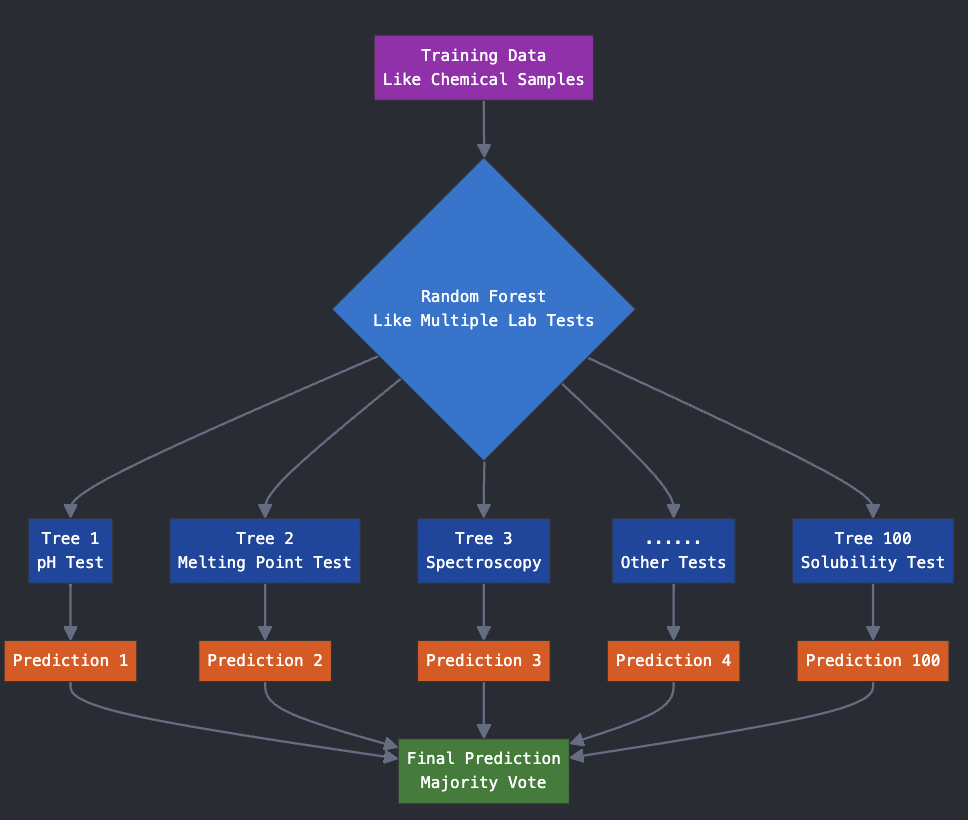 Training Data
Like Chemical Samples
Random Forest
Like Multiple Lab Tests
Tree 1
pH Test
Tree 2
Melting Point Test
Tree 3
Spectroscopy
......
Other Tests
Tree 100
Solubility Test
Prediction 1
Prediction 2
Prediction 3
Prediction 4
Prediction 100
Final Prediction
Majority Vote